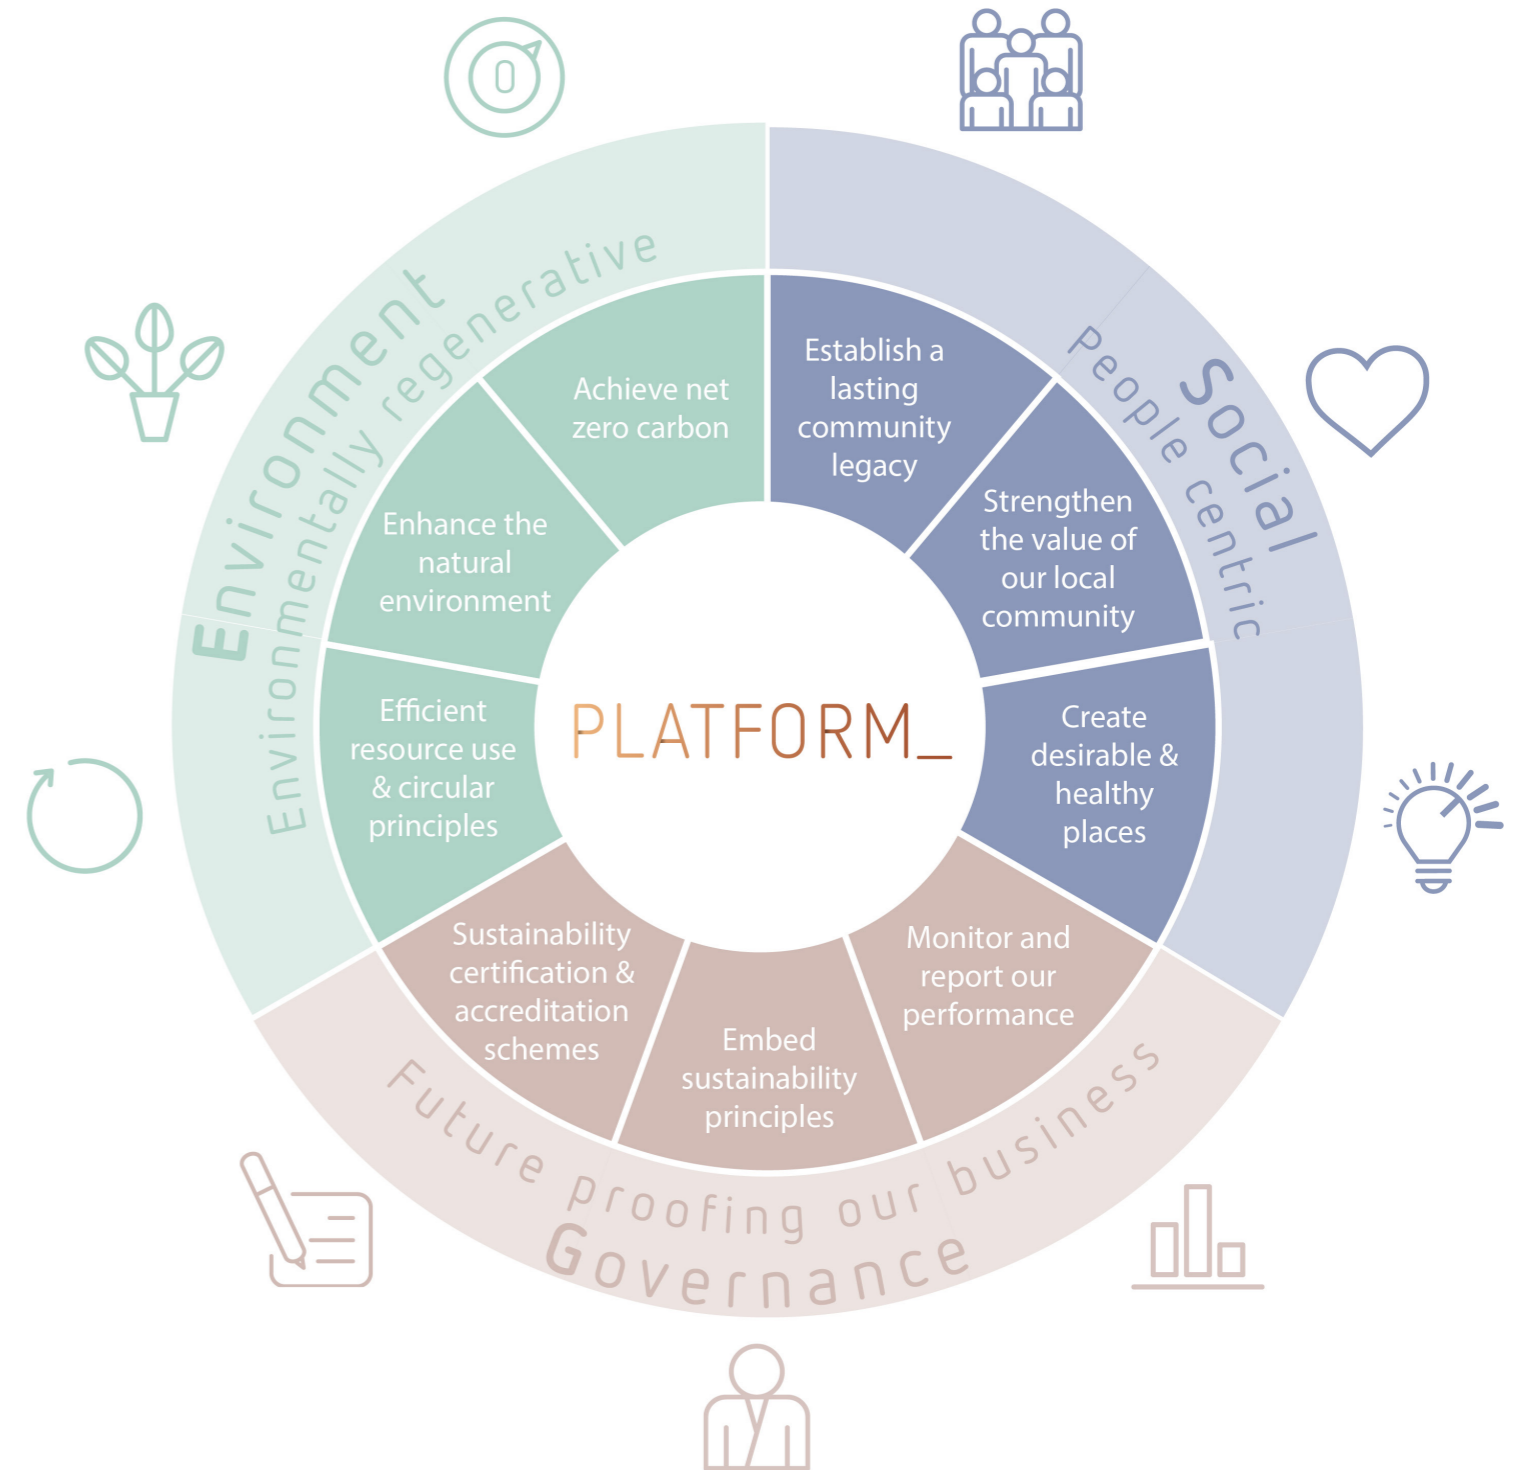 0
Environment
Environmentally regenerative
Social
People centric
Achieve net
zero carbon
Establish a
lasting
community
legacy
Enhance the
natural
environment
Strengthen
the value of
our local
community
Efficient
resource use
& circular
principles
PLATFORM_
Create
desirable &
healthy
places
Sustainability
certification &
accreditation
schemes
Embed
sustainability
principles
Monitor and
report our
performance
Future proofing our business
Governance